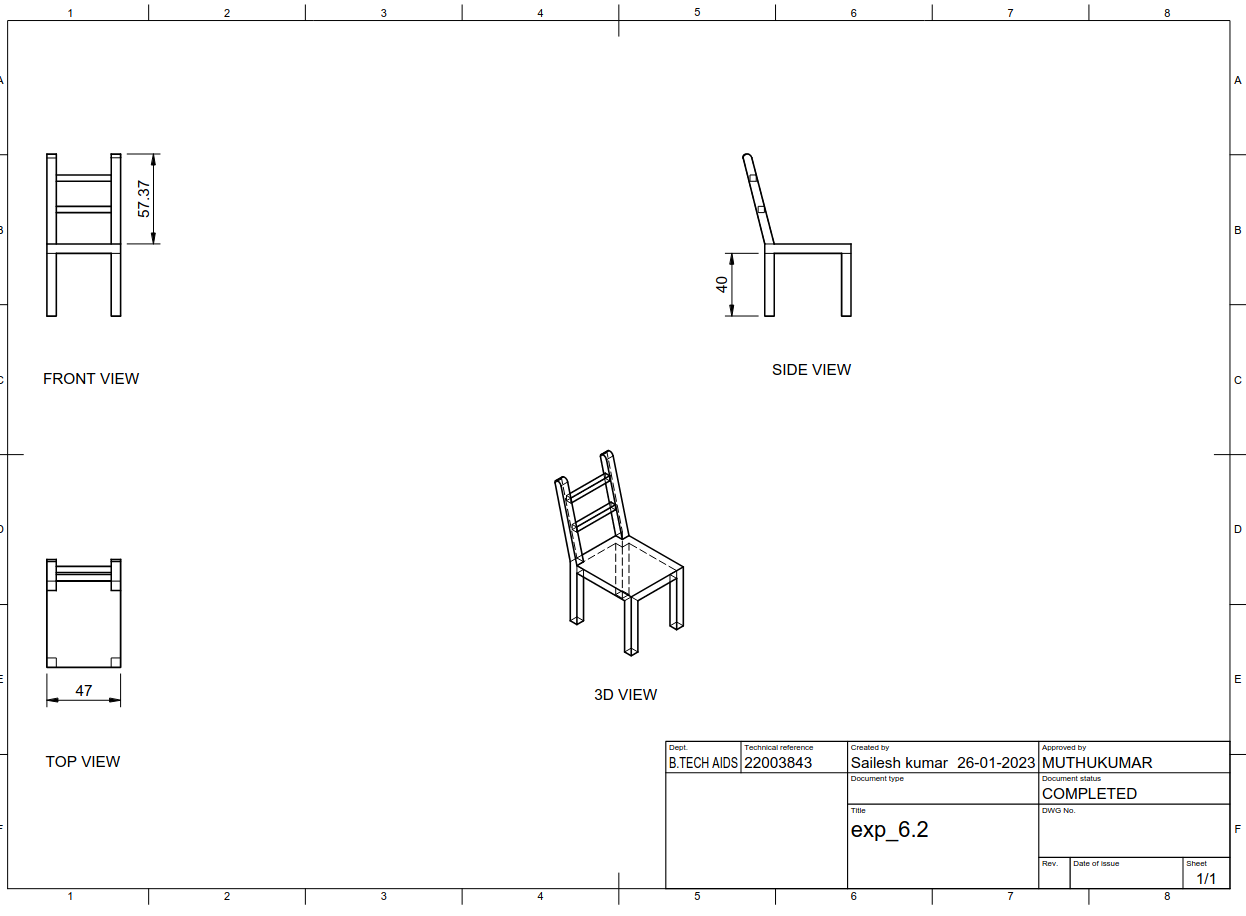 1 2 3 4 5 6 7 8
A A
57.37
B B
40
C C
FRONT VIEW
SIDE VIEW
D D
E E
47
3D VIEW
TOP VIEW
Dept. Technical reference Created by Approved by
B.TECH AIDS 22003843 Sailesh kumar 26-01-2023 MUTHUKUMAR
Document type Document status
COMPLETED
Title DWG No.
exp_6.2
F F
Rev. Date of issue Sheet
1/1
1 2 3 4 5 6 7 8